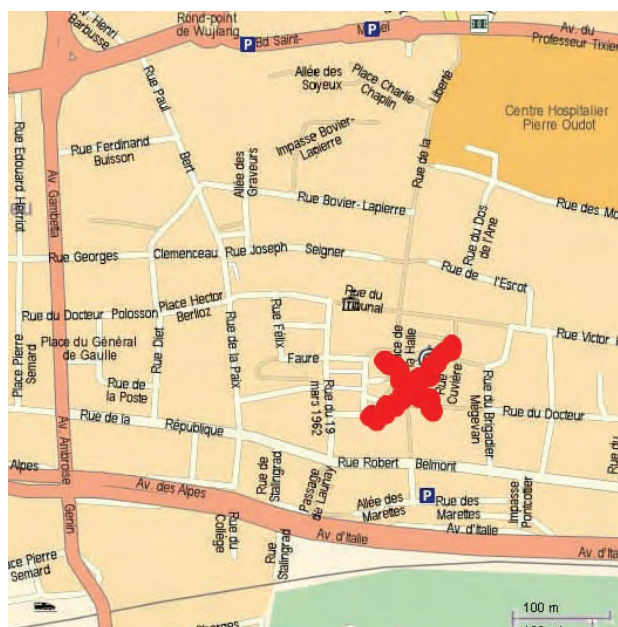 Av. Henri
Barbusse
Rond-point
de Wujiang
P
Bd Saint-
P
Av. du
Professeur Tixier
Rue Paul
Bert
Allée des
Soyeux
Place Charlie
Chaplin
Liberté
Rue de la
Centre Hospitalier
Pierre Oudot
Rue Edouard Herriot
Av. Gambetta
Rue Ferdinand
Buisson
Allée des
Graveurs
Impasse Bovier-
Lapierre
Rue Bovier-Lapierre
Rue du Dos
de l'Ane
Rue des Mo
eu
Rue Georges
Clemenceau
Rue Joseph
Seigner
Rue de
l'Escot
Rue du Docteur
Polosson
Place Hector
Berlioz
Rue du
Rue Victor
Place du Général
de Gaulle
Rue Diet
Rue de la Paix
Rue Félix
Faure
la Halle
Rue
Cuvière
Place Pierre
Semard
Rue de
la Poste
Rue du 19
mars 1962
Rue du Brigadier
Rue du Docteur
Rue de la
République
Av. Ambroise
Genin
Alpes
Av. des Alpes
Rue de
Stalingrad
Passage
de Launay
Rue Robert
Belmont
Rue du
P
Allée des
Marettes
Rue des
Marettes
Impasse
Pontcottier
Rue du
Collège
Rue
Stalingrad
Av. d'Italie
Av. d'Italie
Av. d'Ita
ce Pierre
Semard
100 m